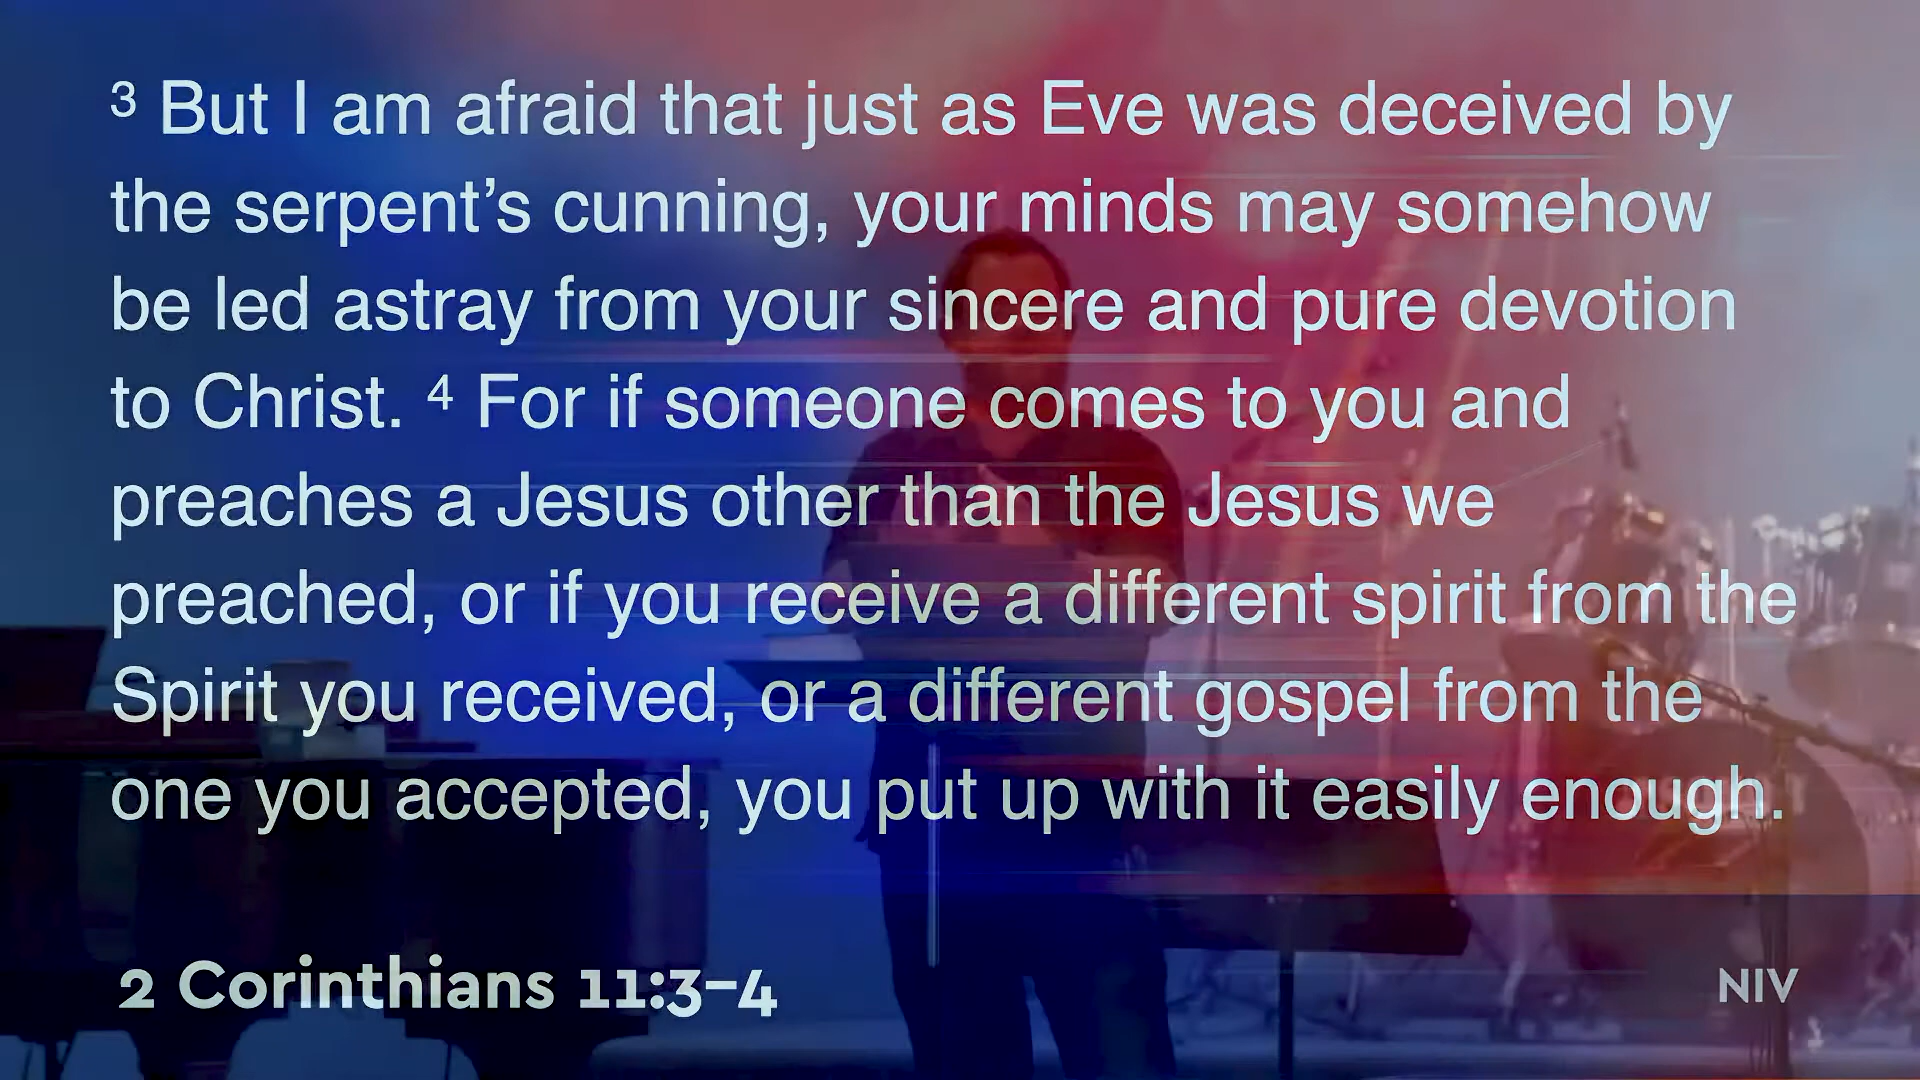 ³ But I am afraid that just as Eve was deceived by
the serpent’s cunning, your minds may somehow
be led astray from your sincere and pure devotion
to Christ. ⁴ For if someone comes to you and
preaches a Jesus other than the Jesus we
preached, or if you receive a different spirit from the
Spirit you received, or a different gospel from the
one you accepted, you put up with it easily enough.
2 Corinthians 11:3–4
NIV